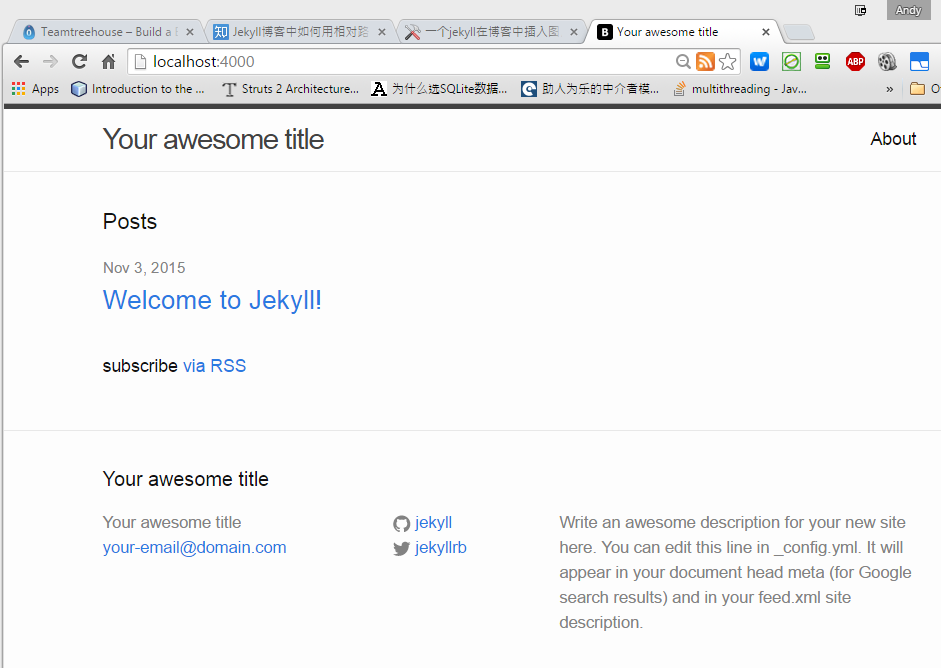 Andy
Teamtreehouse – Build a
Jekyll博客中如何用相对路
一个jekyll在博客中插入图
Your awesome title
localhost:4000
Apps
Introduction to the ...
Struts 2 Architecture...
为什么选SQLite数据...
助人为乐的中介者模...
multithreading - Jav...
»
Your awesome title
About
Posts
Nov 3, 2015
Welcome to Jekyll!
subscribe via RSS
Your awesome title
Your awesome title
your-email@domain.com
jekyll
jekyllrb
Write an awesome description for your new site
here. You can edit this line in _config.yml. It will
appear in your document head meta (for Google
search results) and in your feed.xml site
description.